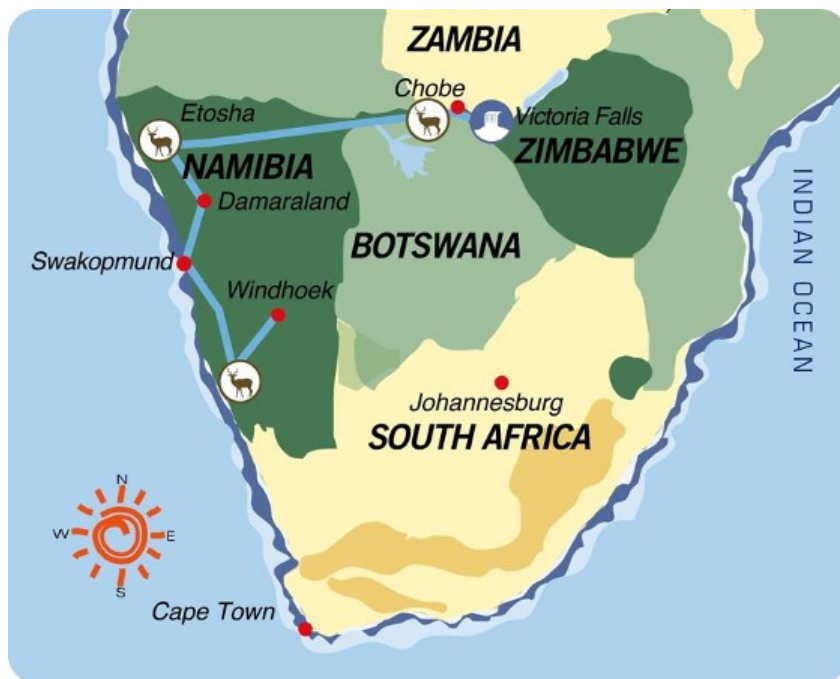 ZAMBIA
Chobe
Etosha
Victoria Falls
NAMIBIA
ZIMBABWE
Damaraland
BOTSWANA
Swakopmund
Windhoek
INDIAN OCEAN
Johannesburg
SOUTH AFRICA
N
W
E
S
Cape Town